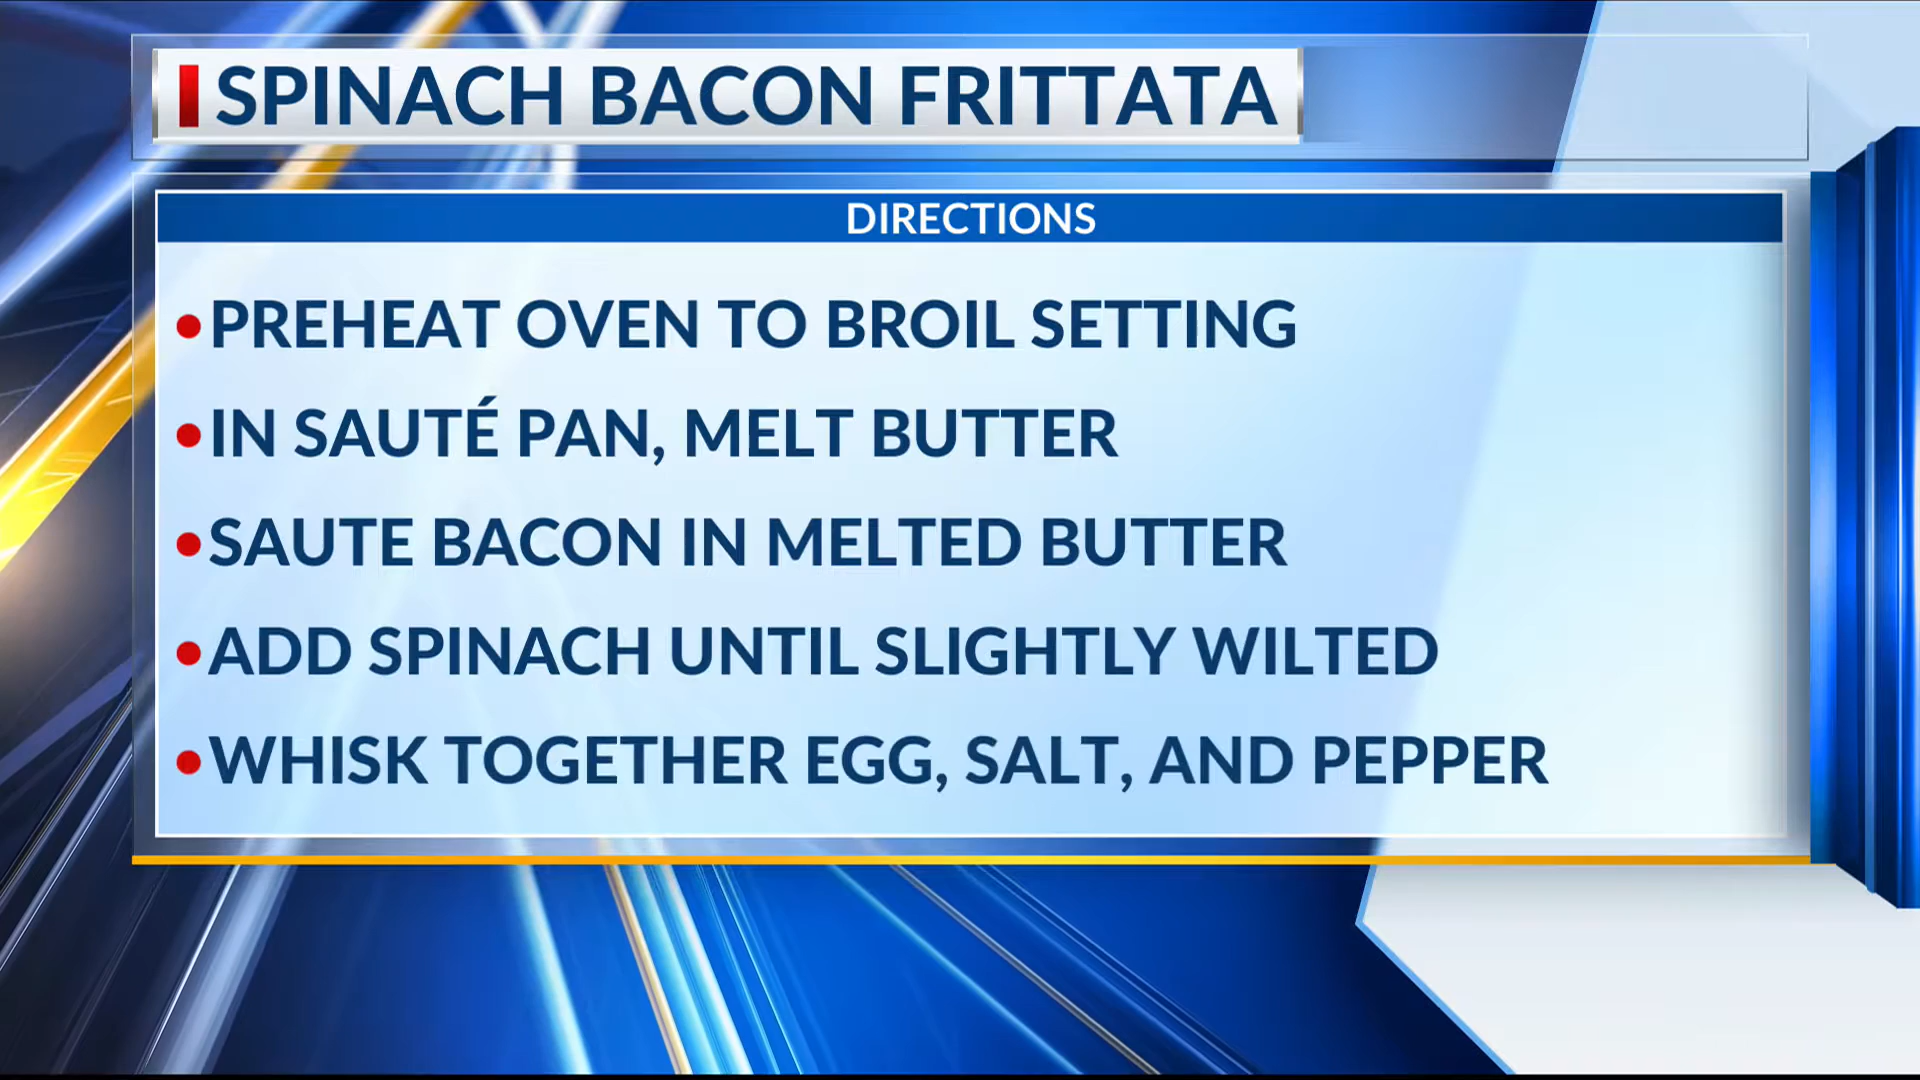 SPINACH BACON FRITTATA
DIRECTIONS
•PREHEAT OVEN TO BROIL SETTING
•IN SAUTÉ PAN, MELT BUTTER
•SAUTE BACON IN MELTED BUTTER
•ADD SPINACH UNTIL SLIGHTLY WILTED
•WHISK TOGETHER EGG, SALT, AND PEPPER